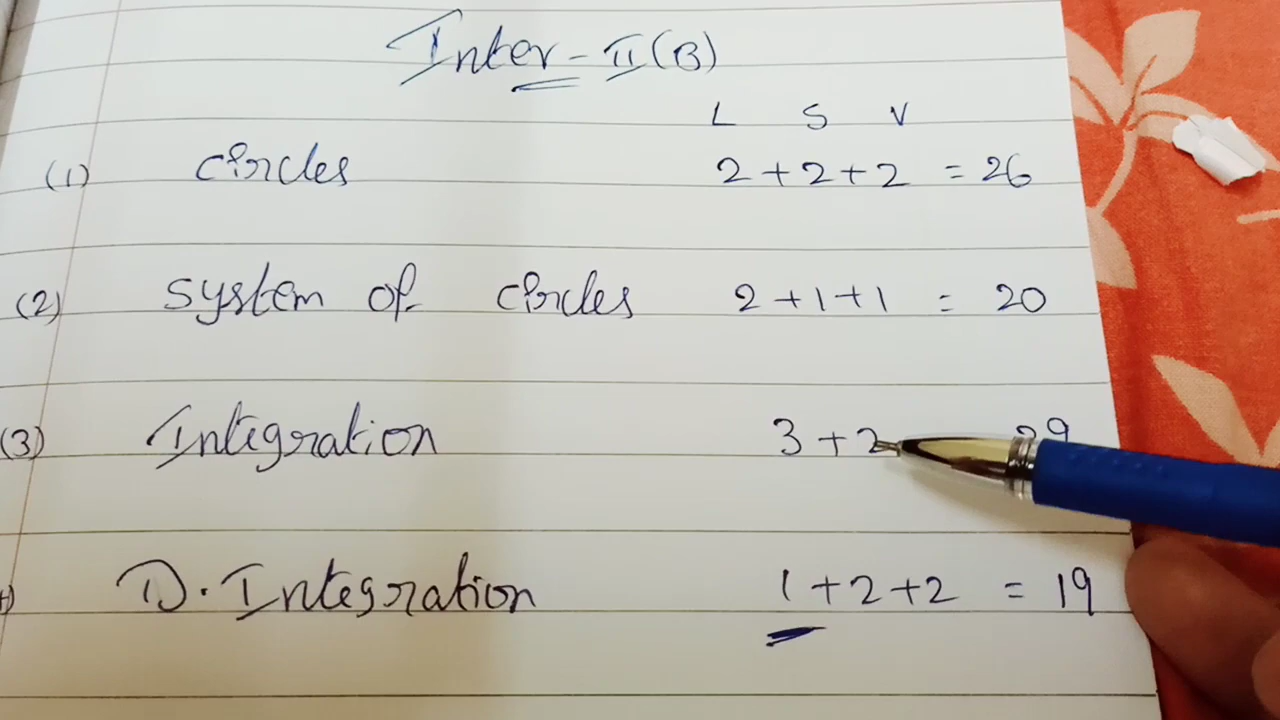 Inter - II (B)
L S V
(1) Circles 2 + 2 + 2 = 26
(2) System of Circles 2 + 1 + 1 = 20
(3) Integration 3 + 2 29
D. Integration 1 + 2 + 2 = 19